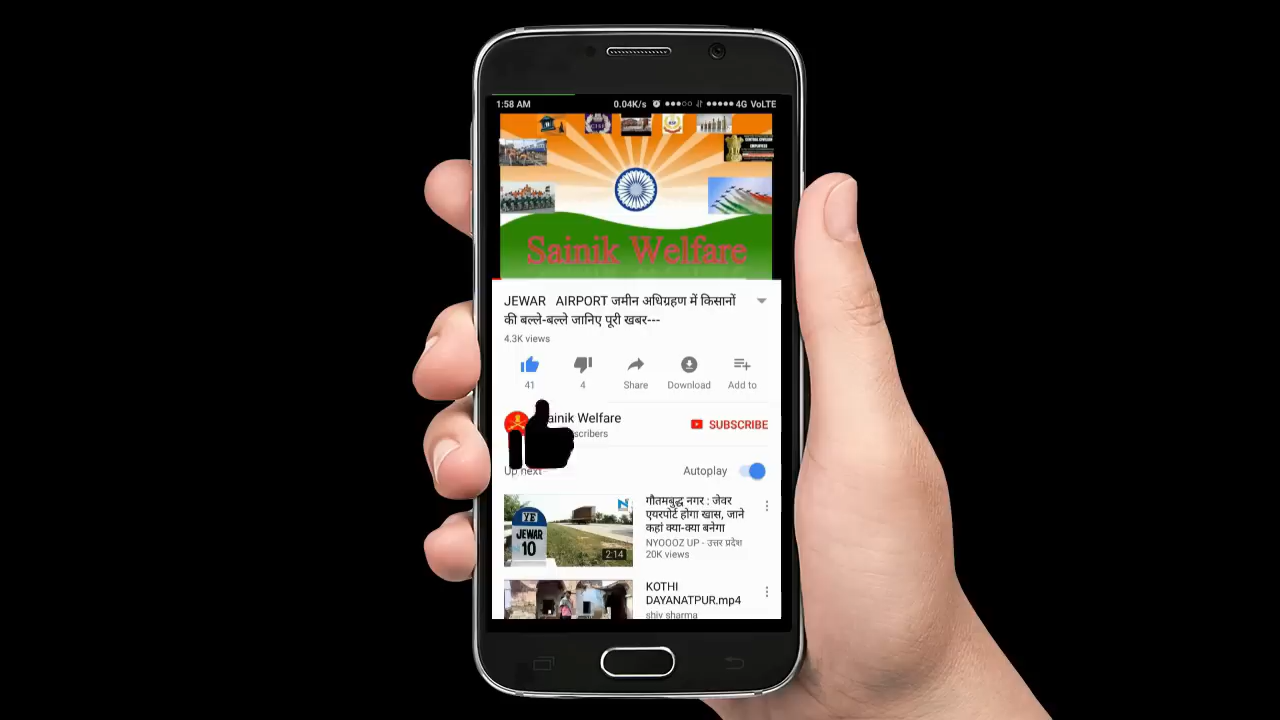 1:58 AM 0.04K/s 4G VoLTE
Sainik Welfare
JEWAR AIRPORT जमीन अधिग्रहण में किसानों
की बल्ले-बल्ले जानिए पूरी खबर---
4.3K views
41 4 Share Download Add to
ainik Welfare
scribers
SUBSCRIBE
Up next
Autoplay
YE
JEWAR
10
2:14
गौतमबुद्ध नगर : जेवर
एयरपोर्ट होगा खास, जाने
कहां क्या-क्या बनेगा
NYOOOZ UP - उत्तर प्रदेश
20K views
KOTHI
DAYANATPUR.mp4
shiv sharma